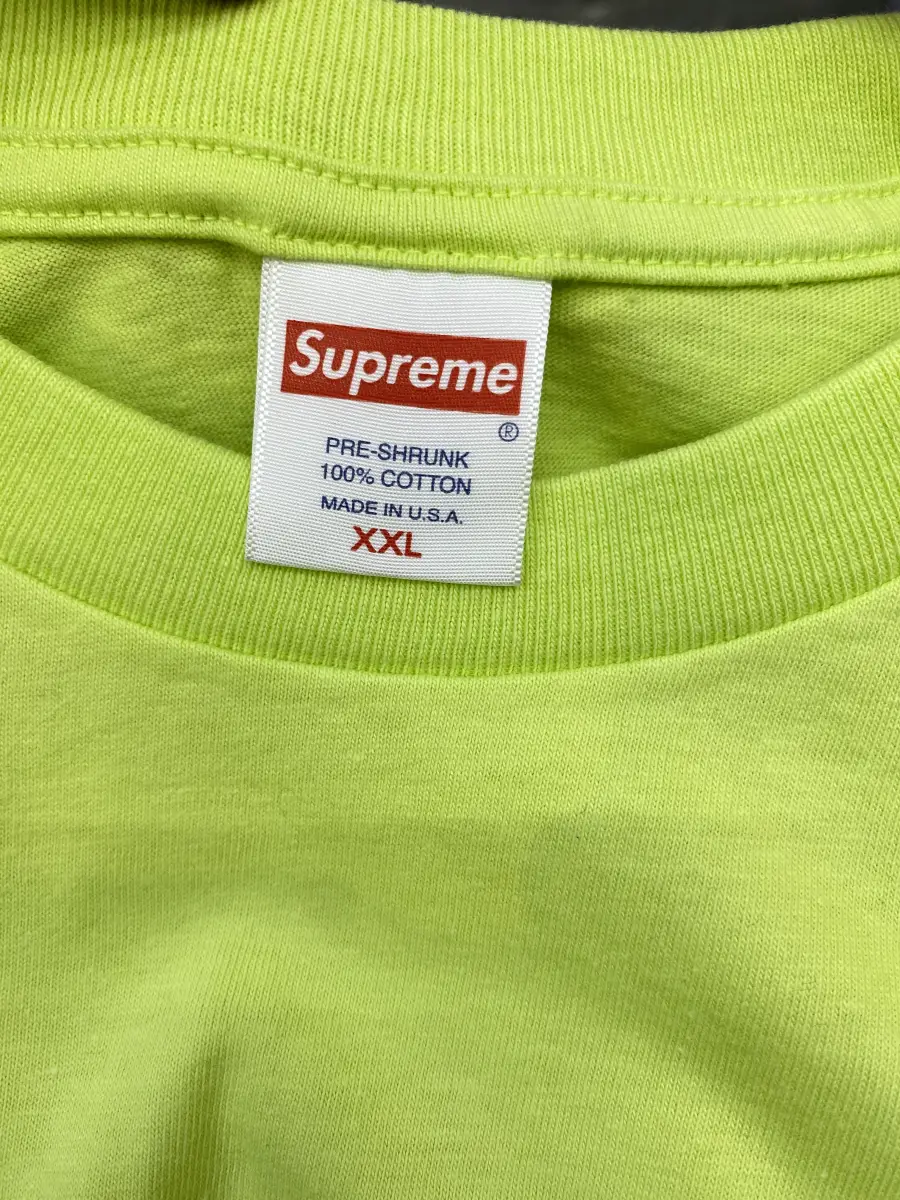 Supreme
®
PRE-SHRUNK
100% COTTON
MADE IN U.S.A.
XXL